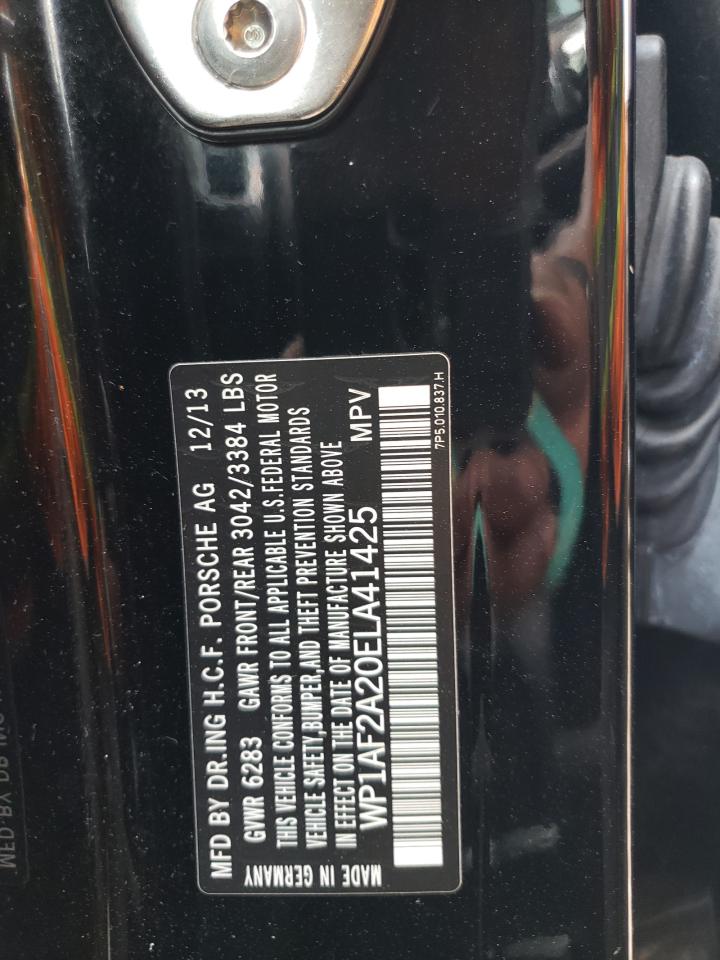 MFD BY DR.ING H.C.F. PORSCHE AG 12/13
GVWR 6283 GAWR FRONT/REAR 3042/3384 LBS
THIS VEHICLE CONFORMS TO ALL APPLICABLE U.S.FEDERAL MOTOR
VEHICLE SAFETY,BUMPER,AND THEFT PREVENTION STANDARDS
IN EFFECT ON THE DATE OF MANUFACTURE SHOWN ABOVE
WP1AF2A20ELA41425 MPV
MADE IN GERMANY
7P5.010.837.H